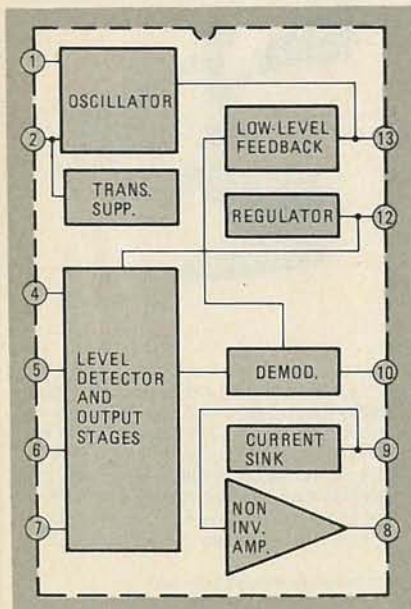 1
OSCILLATOR
2
TRANS.
SUPP.
LOW-LEVEL
FEEDBACK
13
REGULATOR
12
4
5
6
7
LEVEL
DETECTOR
AND
OUTPUT
STAGES
DEMOD.
10
CURRENT
SINK
9
NON
INV.
AMP.
8